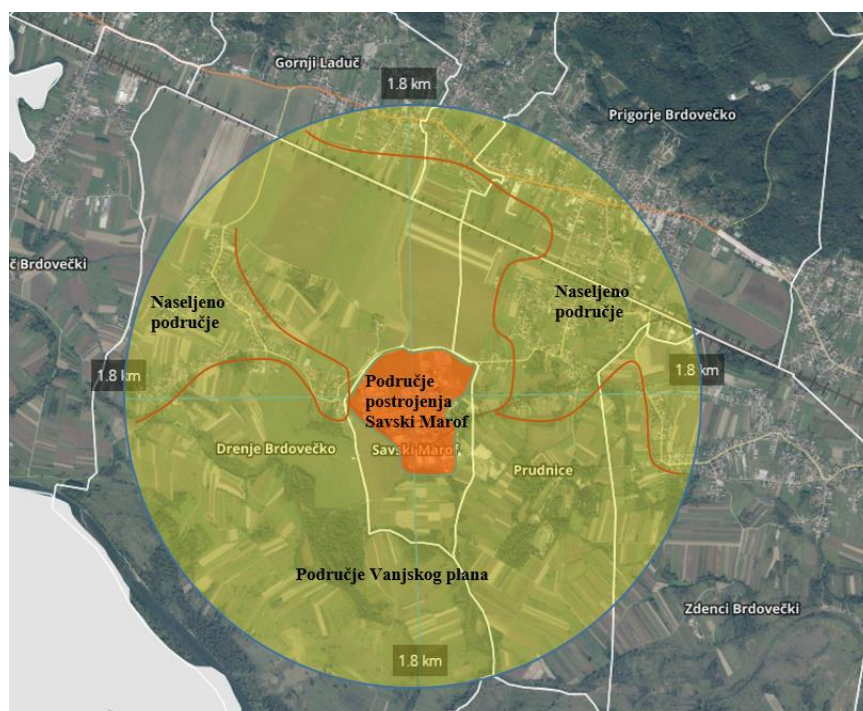 Gornji Laduč
1.8 km
Prigorje Brdovečko
č Brdovečki
Naseljeno
područje
Naseljeno
područje
1.8 km
1.8 km
Područje
postrojenja
Savski Marof
Drenje Brdovečko
Savski Marof
Prudnice
Područje Vanjskog plana
Zdenci Brdovečki
1.8 km